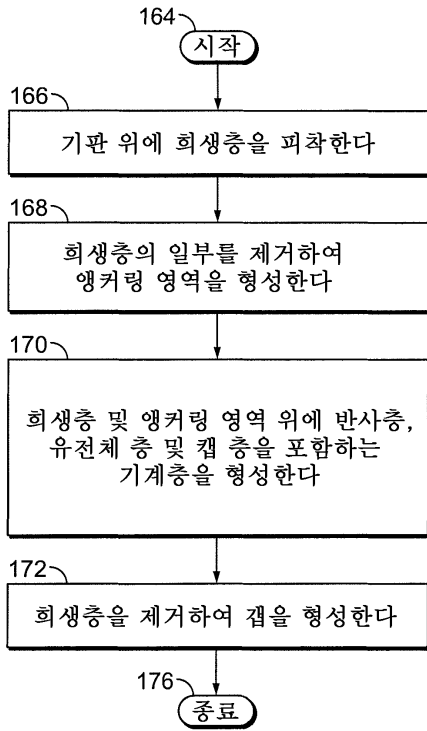 164
시작
166
기판 위에 희생층을 피착한다
168
희생층의 일부를 제거하여
앵커링 영역을 형성한다
170
희생층 및 앵커링 영역 위에 반사층,
유전체 층 및 캡 층을 포함하는
기계층을 형성한다
172
희생층을 제거하여 갭을 형성한다
176
종료